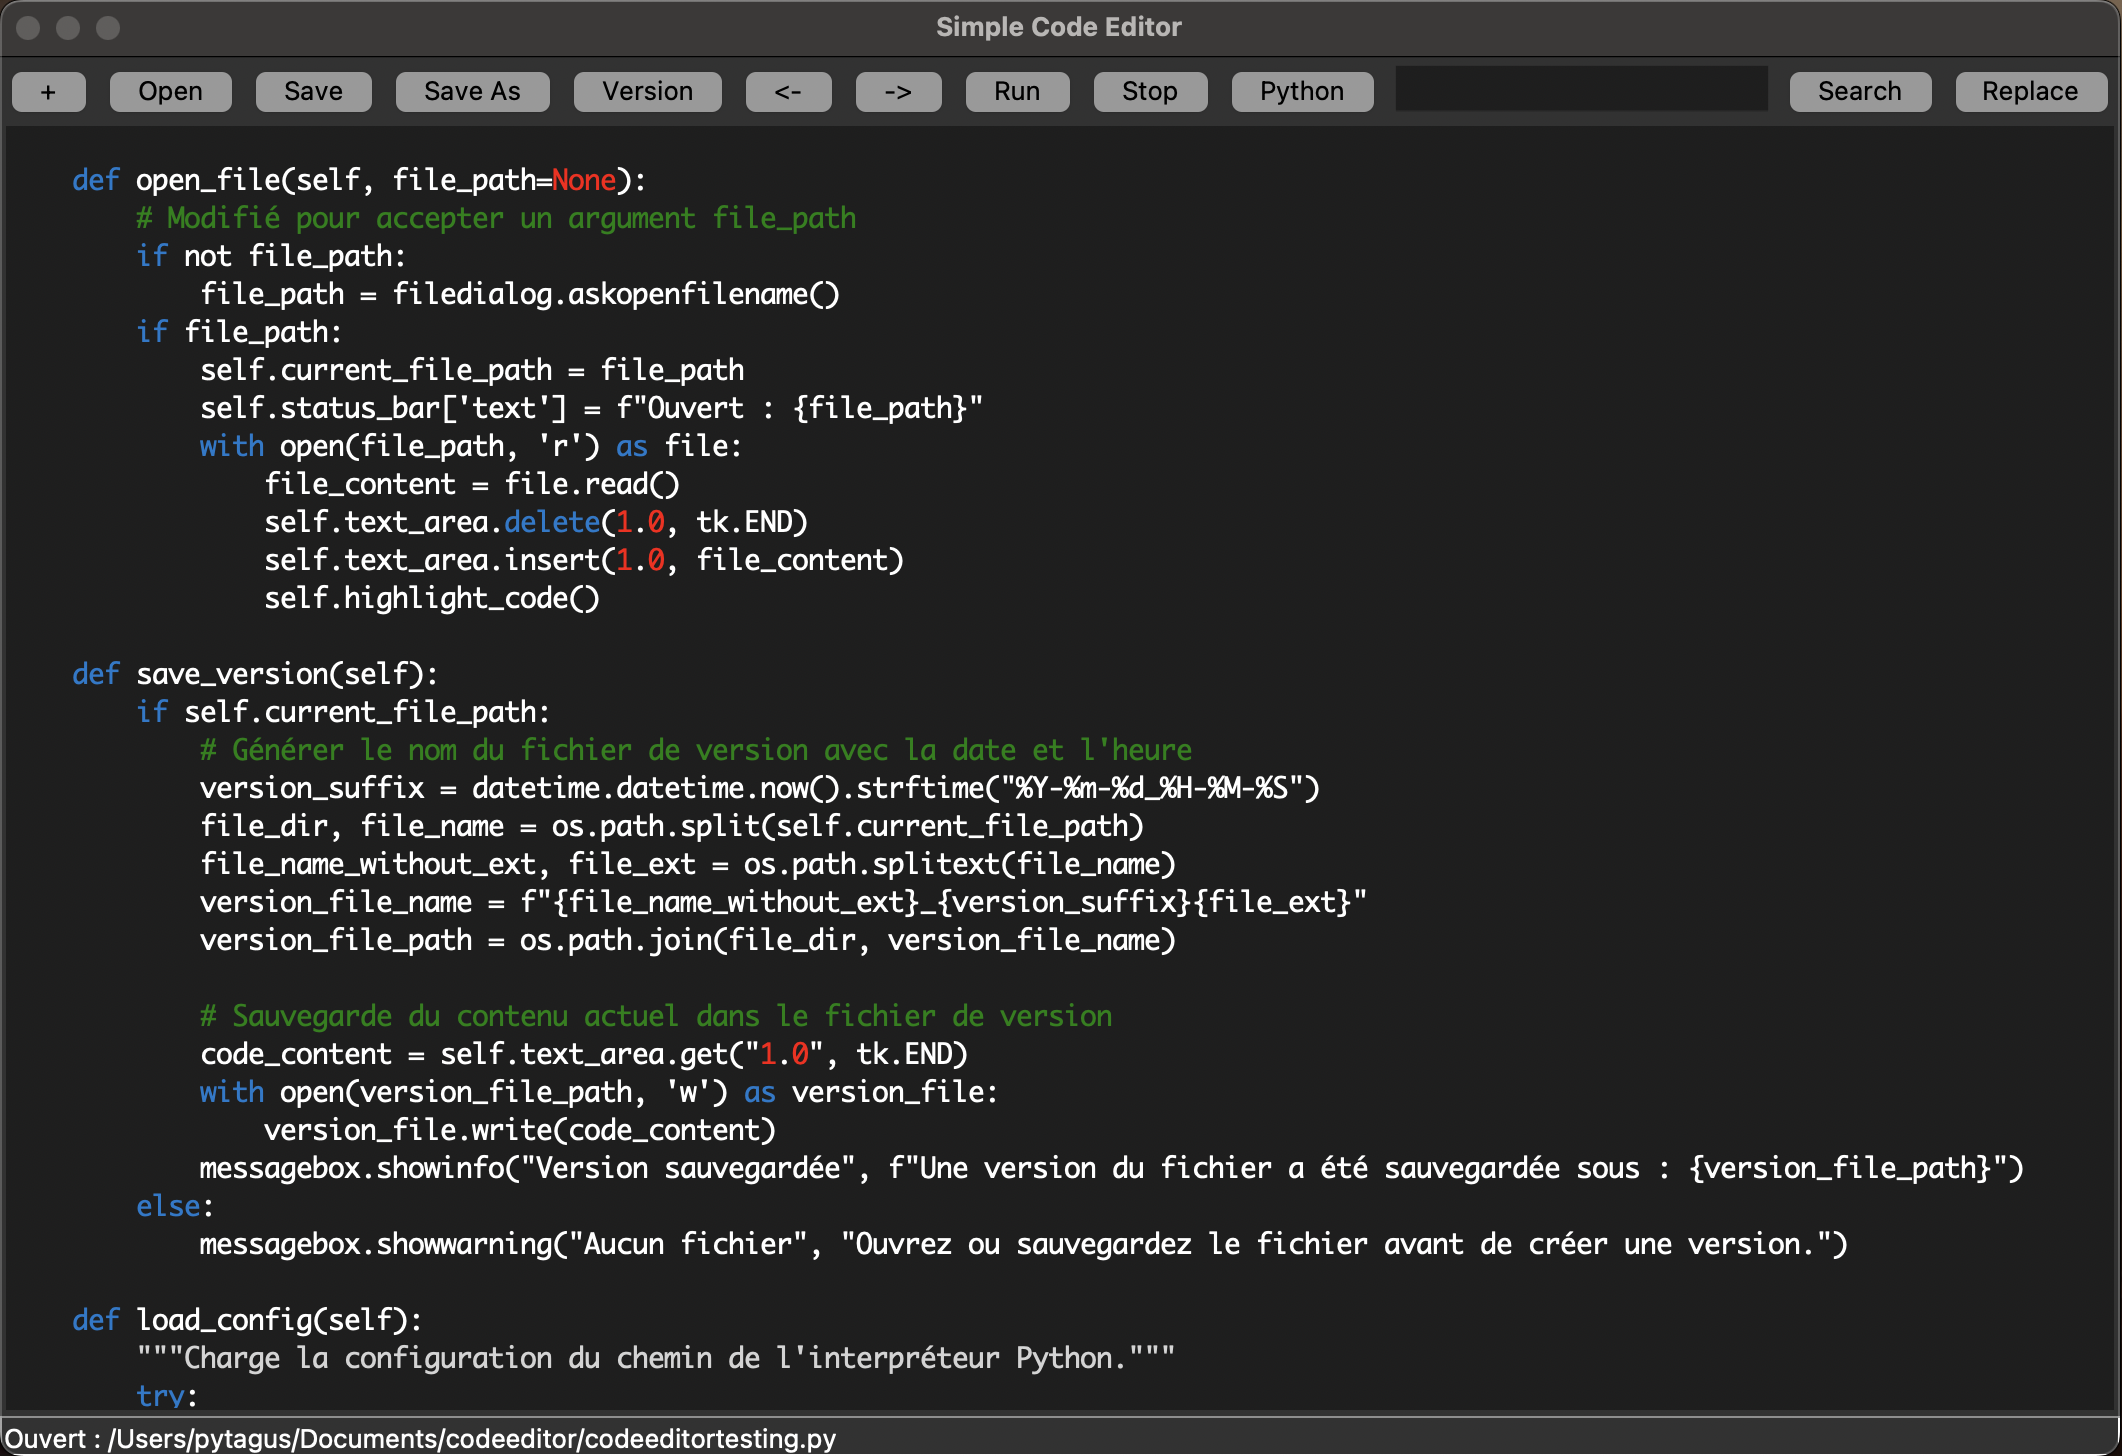 Simple Code Editor
+ Open Save Save As Version <- -> Run Stop Python Search Replace
    def open_file(self, file_path=None):
        # Modifié pour accepter un argument file_path
        if not file_path:
            file_path = filedialog.askopenfilename()
        if file_path:
            self.current_file_path = file_path
            self.status_bar['text'] = f"Ouvert : {file_path}"
            with open(file_path, 'r') as file:
                file_content = file.read()
                self.text_area.delete(1.0, tk.END)
                self.text_area.insert(1.0, file_content)
                self.highlight_code()

    def save_version(self):
        if self.current_file_path:
            # Générer le nom du fichier de version avec la date et l'heure
            version_suffix = datetime.datetime.now().strftime("%Y-%m-%d_%H-%M-%S")
            file_dir, file_name = os.path.split(self.current_file_path)
            file_name_without_ext, file_ext = os.path.splitext(file_name)
            version_file_name = f"{file_name_without_ext}_{version_suffix}{file_ext}"
            version_file_path = os.path.join(file_dir, version_file_name)

            # Sauvegarde du contenu actuel dans le fichier de version
            code_content = self.text_area.get("1.0", tk.END)
            with open(version_file_path, 'w') as version_file:
                version_file.write(code_content)
            messagebox.showinfo("Version sauvegardée", f"Une version du fichier a été sauvegardée sous : {version_file_path}")
        else:
            messagebox.showwarning("Aucun fichier", "Ouvrez ou sauvegardez le fichier avant de créer une version.")

    def load_config(self):
        """Charge la configuration du chemin de l'interpréteur Python."""
        try:
Ouvert : /Users/pytagus/Documents/codeeditor/codeeditortesting.py